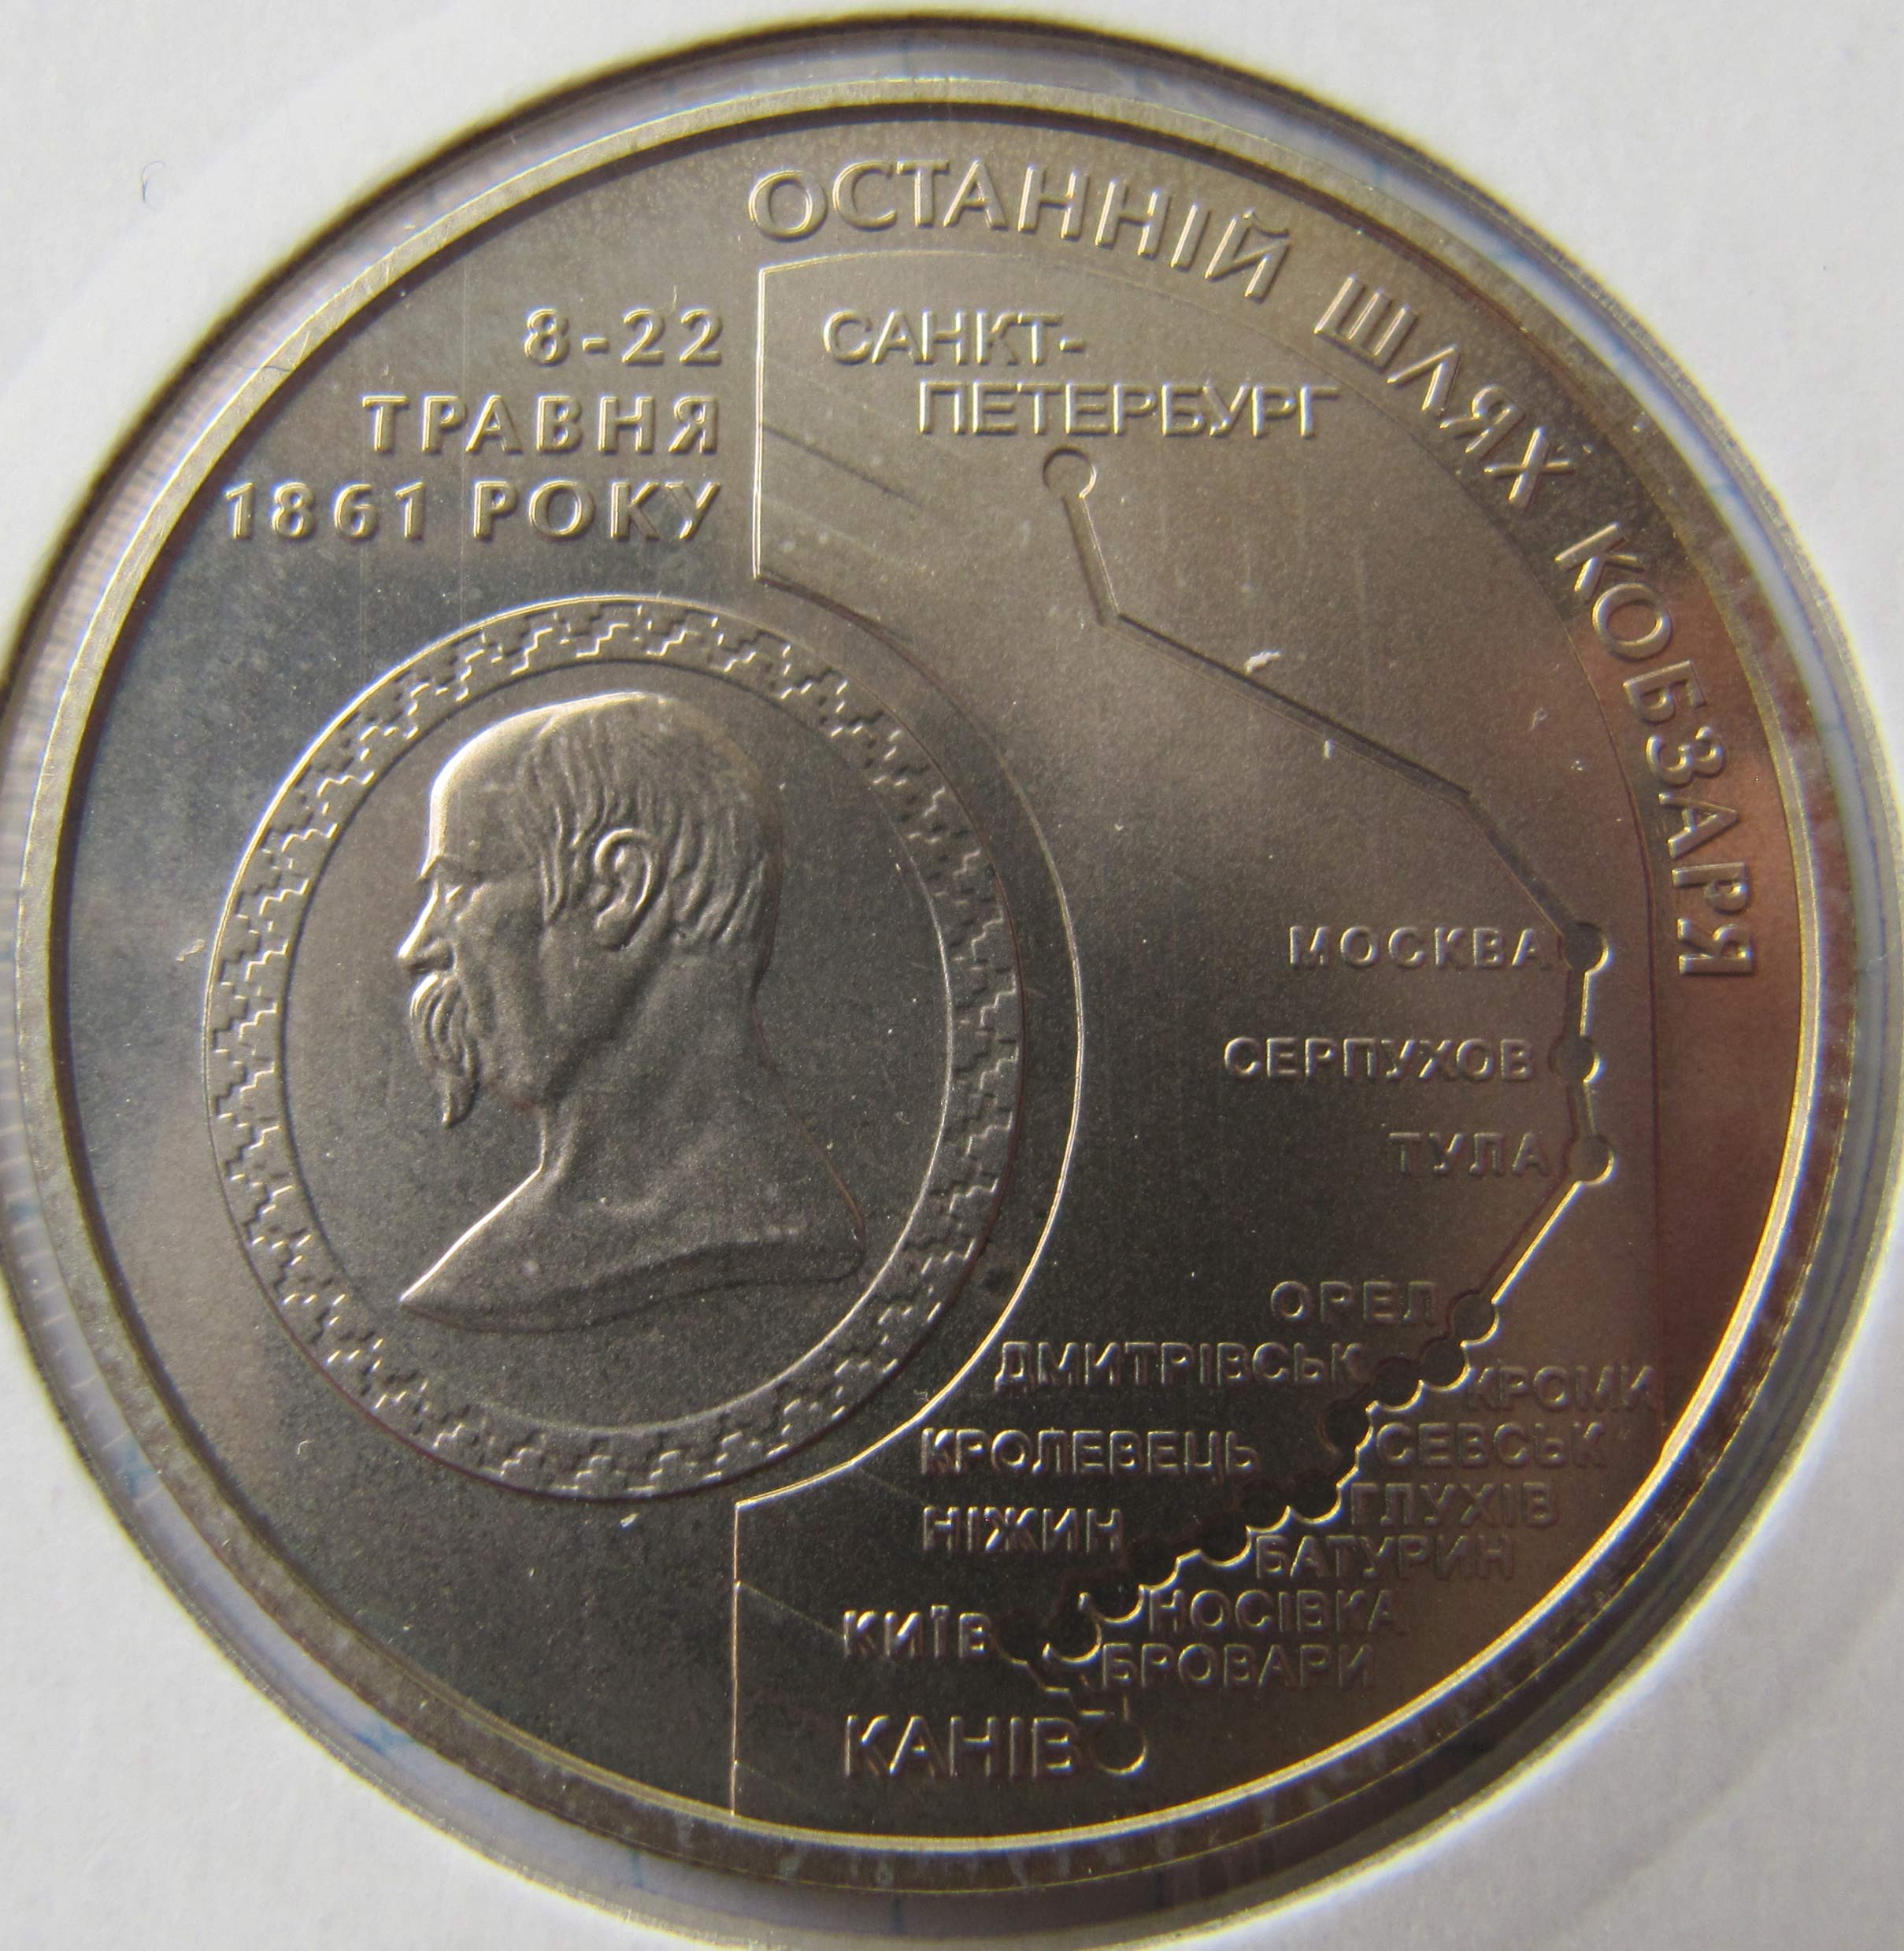 ОСТАННІЙ ШЛЯХ КОБЗАРЯ
8-22
ТРАВНЯ
1861 РОКУ
САНКТ-
ПЕТЕРБУРГ
МОСКВА
СЕРПУХОВ
ТУЛА
ОРЕЛ
ДМИТРІВСЬК
КРОМИ
КРОЛЕВЕЦЬ
СЕВСЬК
НІЖИН
ГЛУХІВ
БАТУРИН
КИЇВ
НОСІВКА
БРОВАРИ
КАНІВ